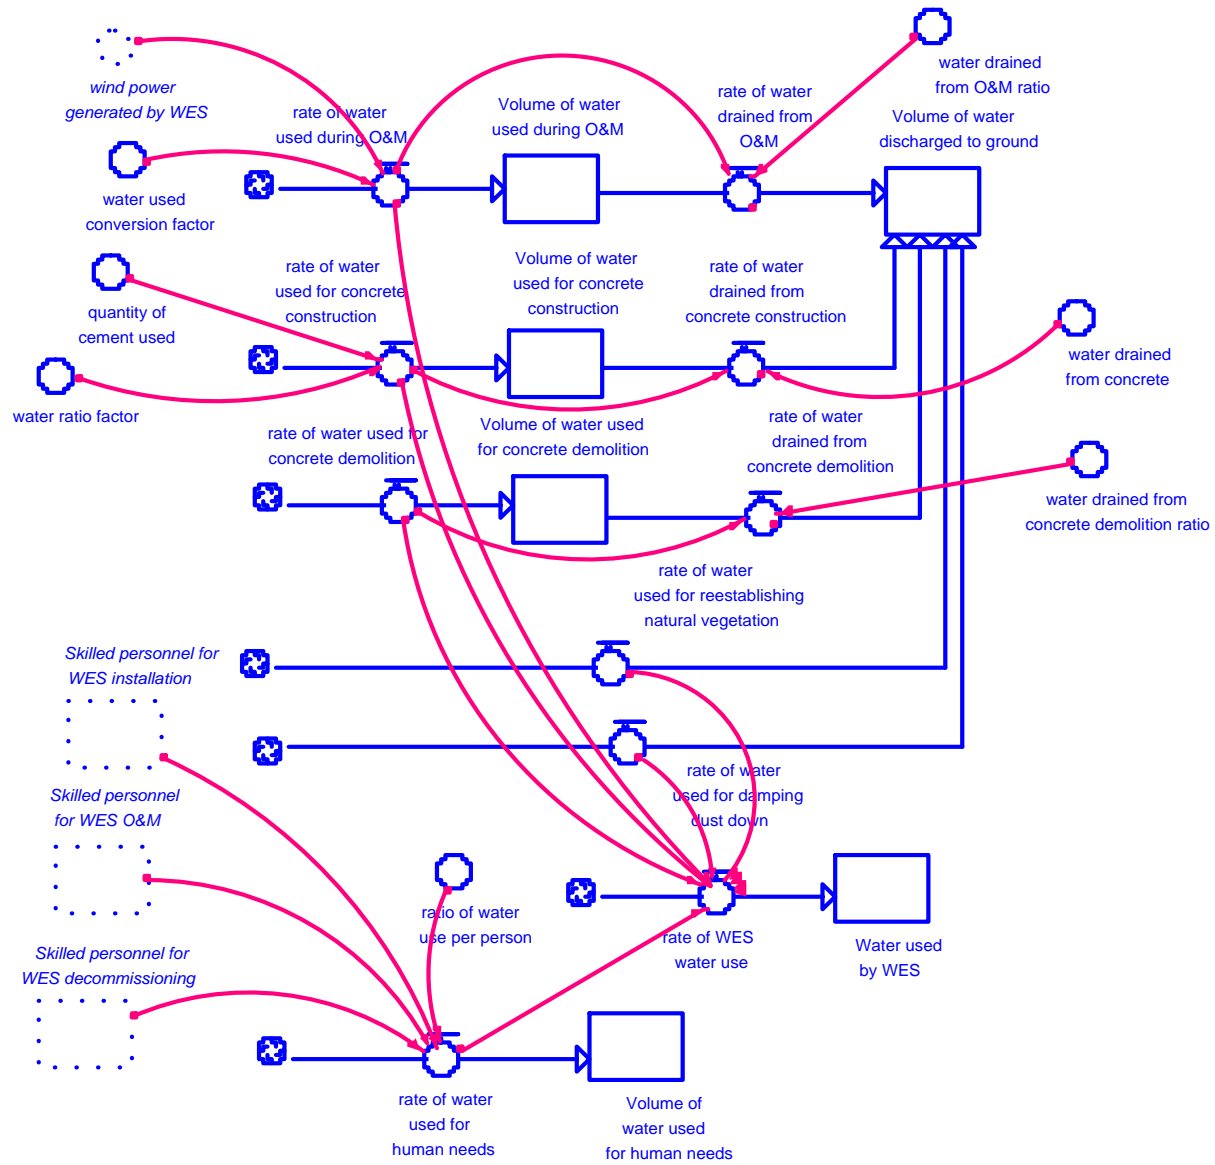 wind power
generated by WES
rate of water
used during O&M
Volume of water
used during O&M
rate of water
drained from
O&M
water drained
from O&M ratio
Volume of water
discharged to ground
water used
conversion factor
quantity of
cement used
rate of water
used for concrete
construction
Volume of water
used for concrete
construction
rate of water
drained from
concrete construction
water drained
from concrete
water ratio factor
rate of water used for
concrete demolition
Volume of water used
for concrete demolition
rate of water
drained from
concrete demolition
water drained from
concrete demolition ratio
rate of water
used for reestablishing
natural vegetation
Skilled personnel for
WES installation
rate of water
used for damping
dust down
Skilled personnel
for WES O&M
ratio of water
use per person
rate of WES
water use
Water used
by WES
Skilled personnel for
WES decommissioning
rate of water
used for
human needs
Volume of
water used
for human needs